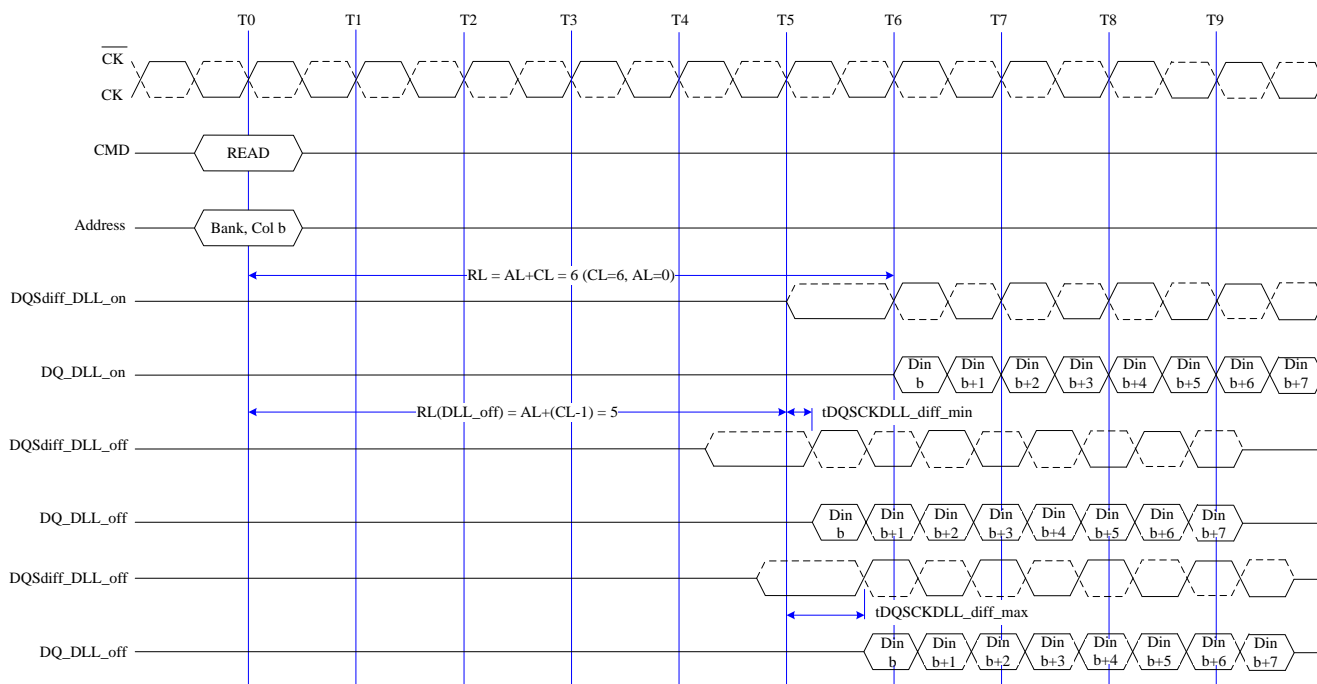 T0 T1 T2 T3 T4 T5 T6 T7 T8 T9
CK
CK
CMD READ
Address Bank, Col b
RL = AL+CL = 6 (CL=6, AL=0)
DQSdiff_DLL_on
DQ_DLL_on Din b Din b+1 Din b+2 Din b+3 Din b+4 Din b+5 Din b+6 Din b+7
RL(DLL_off) = AL+(CL-1) = 5 tDQSCKDLL_diff_min
DQSdiff_DLL_off
DQ_DLL_off Din b Din b+1 Din b+2 Din b+3 Din b+4 Din b+5 Din b+6 Din b+7
DQSdiff_DLL_off
tDQSCKDLL_diff_max
DQ_DLL_off Din b Din b+1 Din b+2 Din b+3 Din b+4 Din b+5 Din b+6 Din b+7